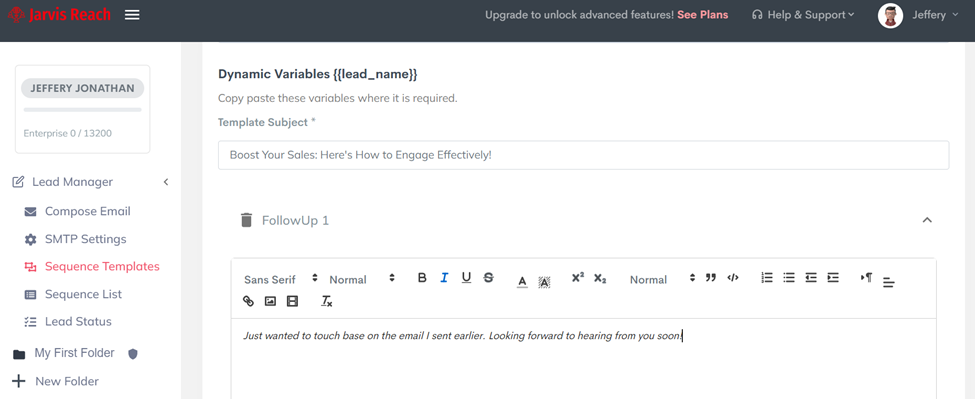 Jarvis Reach
Upgrade to unlock advanced features! See Plans
Help & Support
Jeffery
JEFFERY JONATHAN
Enterprise 0 / 13200
Lead Manager
Compose Email
SMTP Settings
Sequence Templates
Sequence List
Lead Status
My First Folder
New Folder
Dynamic Variables {{lead_name}}
Copy paste these variables where it is required.
Template Subject *
Boost Your Sales: Here's How to Engage Effectively!
FollowUp 1
Sans Serif Normal B I U S A A X² X₂ Normal
Just wanted to touch base on the email I sent earlier. Looking forward to hearing from you soon!